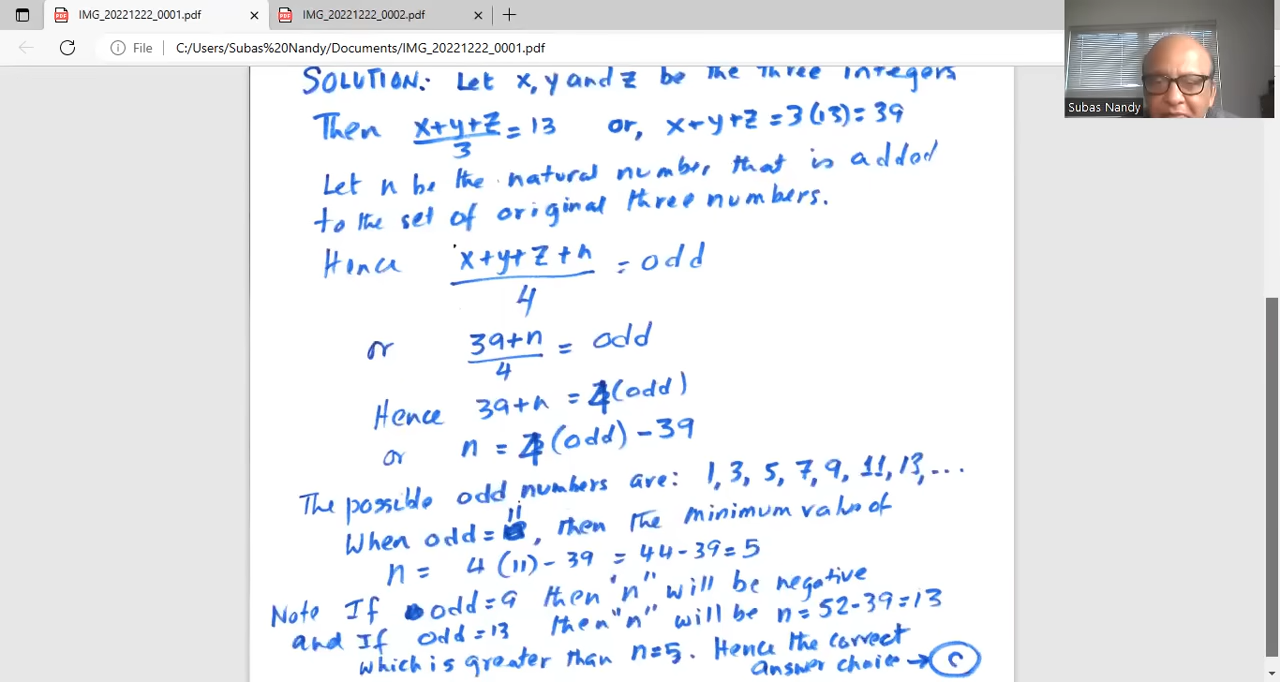 IMG_20221222_0001.pdf
IMG_20221222_0002.pdf
File C:/Users/Subas%20Nandy/Documents/IMG_20221222_0001.pdf
Subas Nandy
SOLUTION: Let x, y and z be the three integers
Then x+y+z/3 = 13 or, x+y+z = 3(13) = 39
Let n be the natural number that is added
to the set of original three numbers.
Hence x+y+z+n/4 = odd
or 39+n/4 = odd
Hence 39+n = 4(odd)
or n = 4(odd) - 39
The possible odd numbers are: 1, 3, 5, 7, 9, 11, 13, ...
When odd = 11, then the minimum value of
n = 4(11) - 39 = 44 - 39 = 5
Note If odd = 9 then "n" will be negative
and If odd = 13 then "n" will be n = 52 - 39 = 13
which is greater than n = 5. Hence the correct
answer choice → C